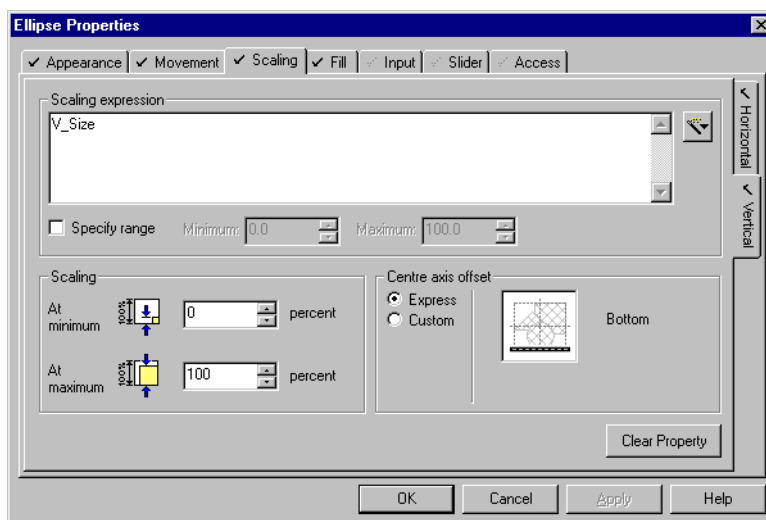 Ellipse Properties
Appearance Movement Scaling Fill Input Slider Access
Scaling expression
V_Size
Horizontal
Vertical
Specify range Minimum: 0.0 Maximum: 100.0
Scaling
At minimum 100% 0 percent
At maximum 100% 100 percent
Centre axis offset
Express
Custom
Bottom
Clear Property
OK Cancel Apply Help